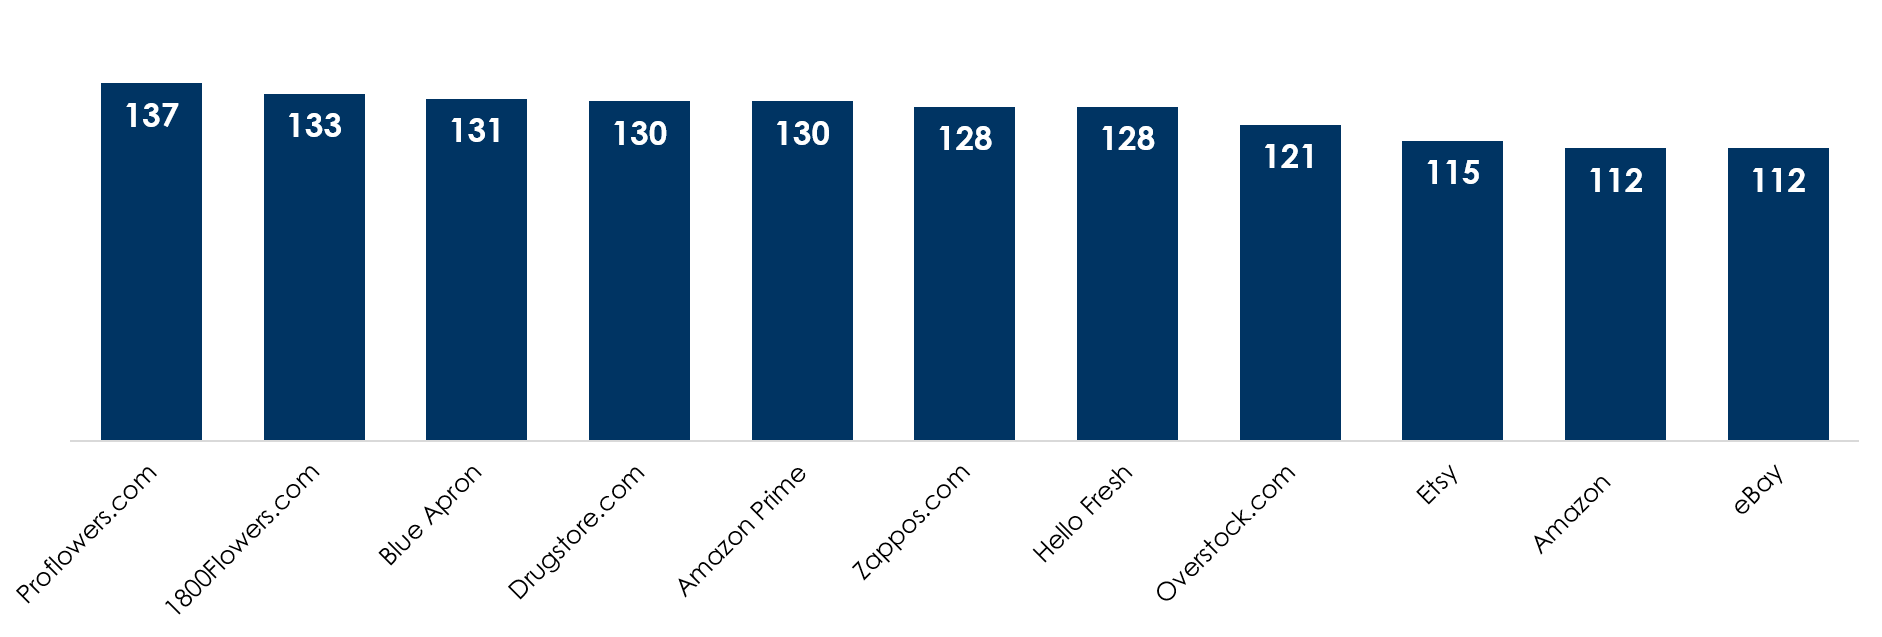 137
133
131
130
130
128
128
121
115
112
112
Proflowers.com
1800Flowers.com
Blue Apron
Drugstore.com
Amazon Prime
Zappos.com
Hello Fresh
Overstock.com
Etsy
Amazon
eBay